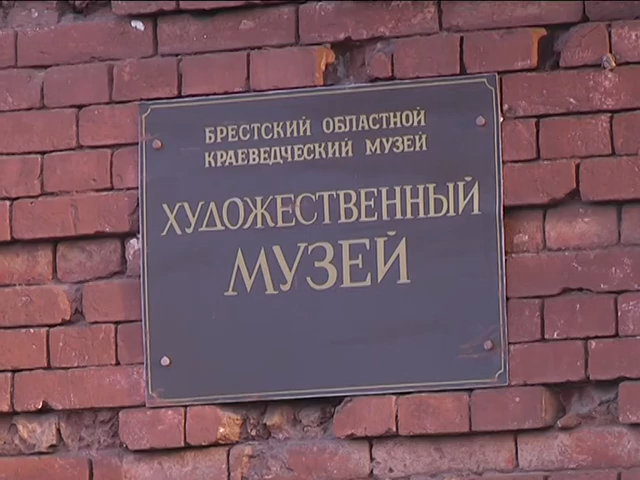 БРЕСТСКИЙ ОБЛАСТНОЙ
КРАЕВЕДЧЕСКИЙ МУЗЕЙ
ХУДОЖЕСТВЕННЫЙ
МУЗЕЙ